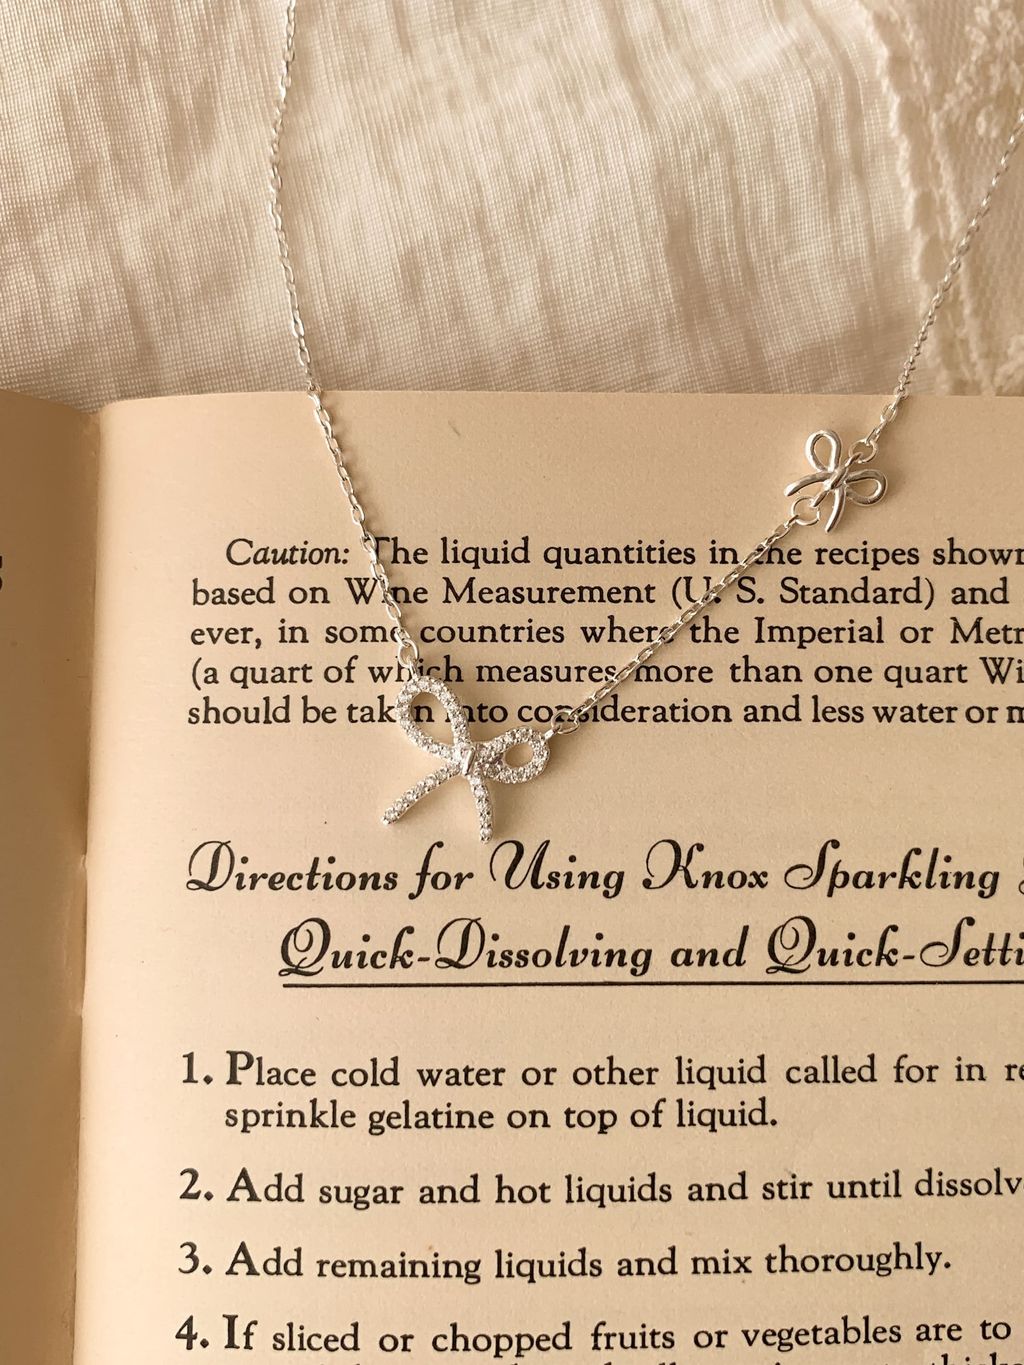 Caution: The liquid quantities in the recipes shown
based on Wine Measurement (U. S. Standard) and
ever, in some countries where the Imperial or Metr
(a quart of which measures more than one quart Wi
should be taken into consideration and less water or m
Directions for Using Knox Sparkling
Quick-Dissolving and Quick-Setti
1. Place cold water or other liquid called for in re
sprinkle gelatine on top of liquid.
2. Add sugar and hot liquids and stir until dissolv
3. Add remaining liquids and mix thoroughly.
4. If sliced or chopped fruits or vegetables are to